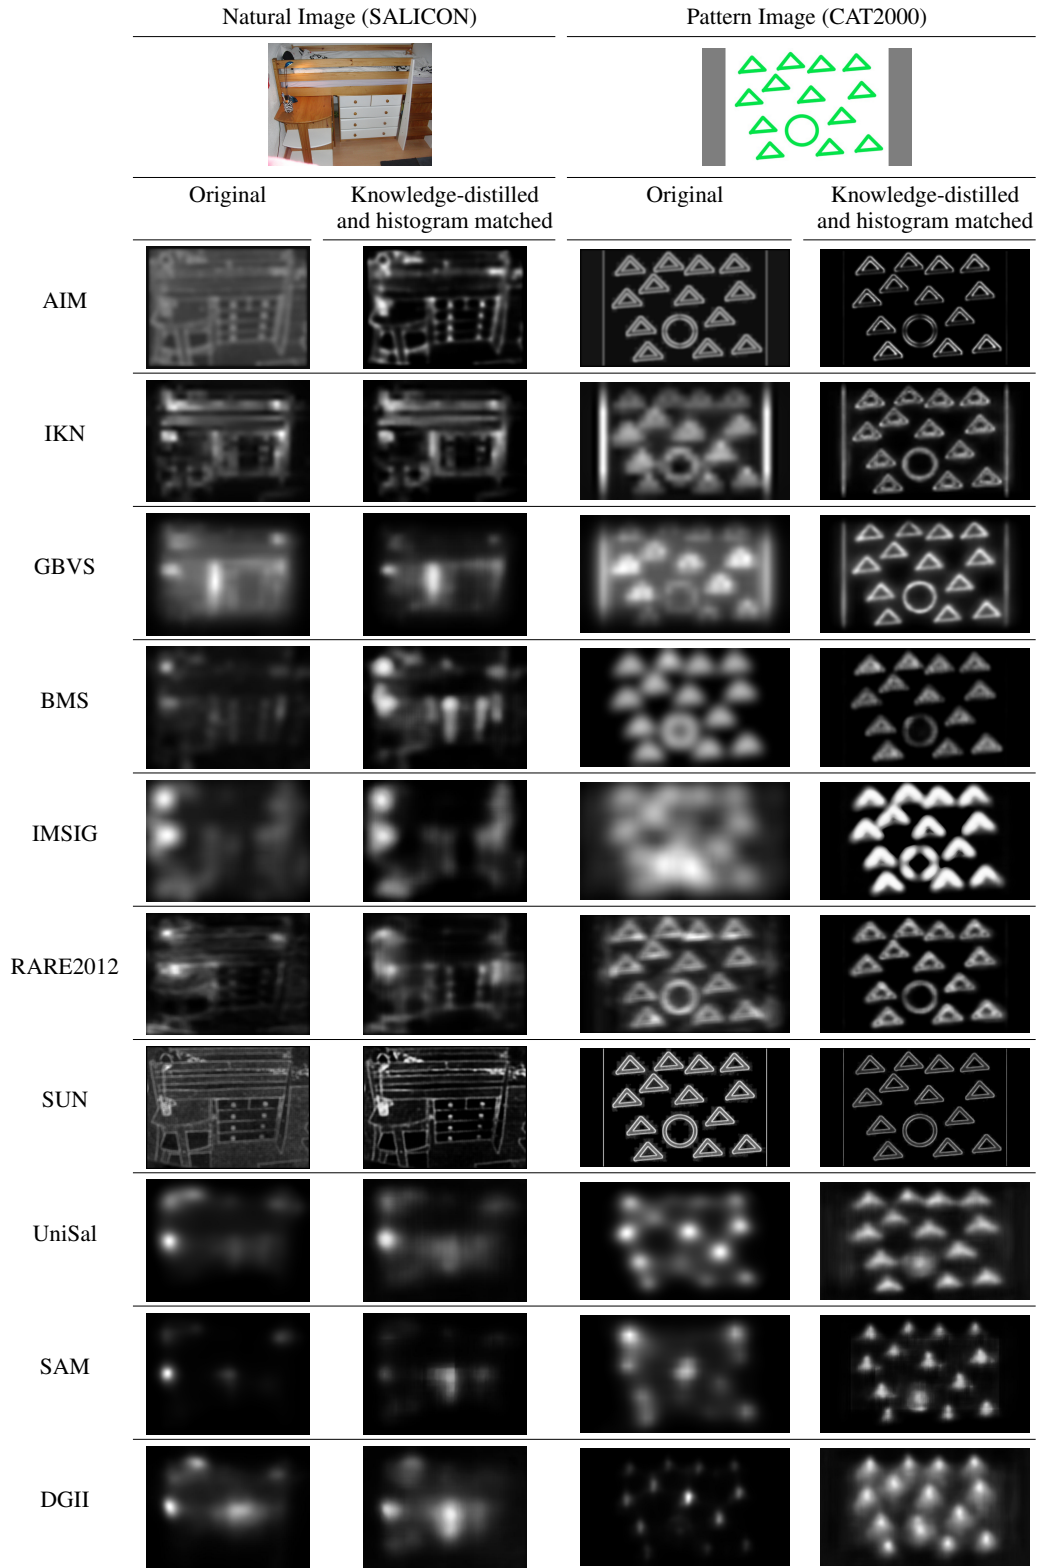 Natural Image (SALICON)
Pattern Image (CAT2000)
Original
Knowledge-distilled
and histogram matched
Original
Knowledge-distilled
and histogram matched
AIM
IKN
GBVS
BMS
IMSIG
RARE2012
SUN
UniSal
SAM
DGII